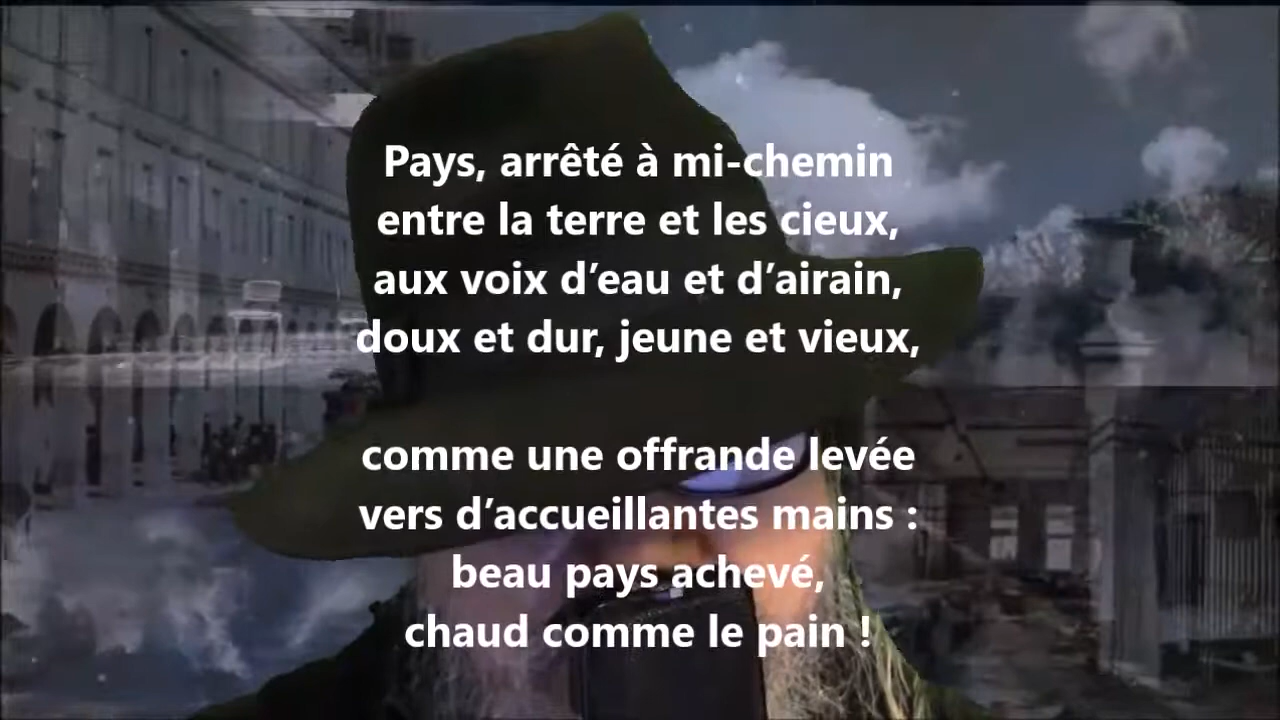 Pays, arrêté à mi-chemin
entre la terre et les cieux,
aux voix d’eau et d’airain,
doux et dur, jeune et vieux,
comme une offrande levée
vers d’accueillantes mains :
beau pays achevé,
chaud comme le pain !